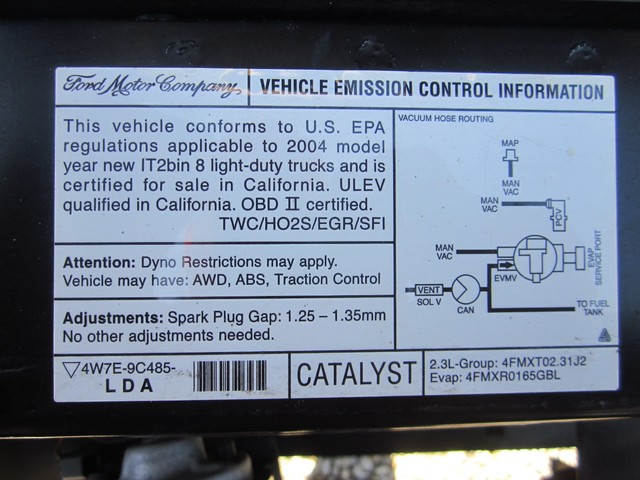 Ford Motor Company
VEHICLE EMISSION CONTROL INFORMATION
This vehicle conforms to U.S. EPA
regulations applicable to 2004 model
year new IT2bin 8 light-duty trucks and is
certified for sale in California. ULEV
qualified in California. OBD II certified.
TWC/HO2S/EGR/SFI
Attention: Dyno Restrictions may apply.
Vehicle may have: AWD, ABS, Traction Control
Adjustments: Spark Plug Gap: 1.25 – 1.35mm
No other adjustments needed.
▽4W7E-9C485-
LDA
VACUUM HOSE ROUTING
MAP
MAN
VAC
MAN
VAC
PCV
MAN
VAC
EVAP
SERVICE PORT
EVMV
VENT
SOL V
CAN
TO FUEL
TANK
CATALYST
2.3L-Group: 4FMXT02.31J2
Evap: 4FMXR0165GBL